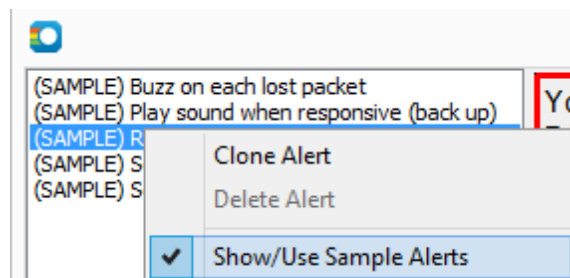 (SAMPLE) Buzz on each lost packet
(SAMPLE) Play sound when responsive (back up)
(SAMPLE) R
(SAMPLE) S
(SAMPLE) S
Yo
Clone Alert
Delete Alert
Show/Use Sample Alerts